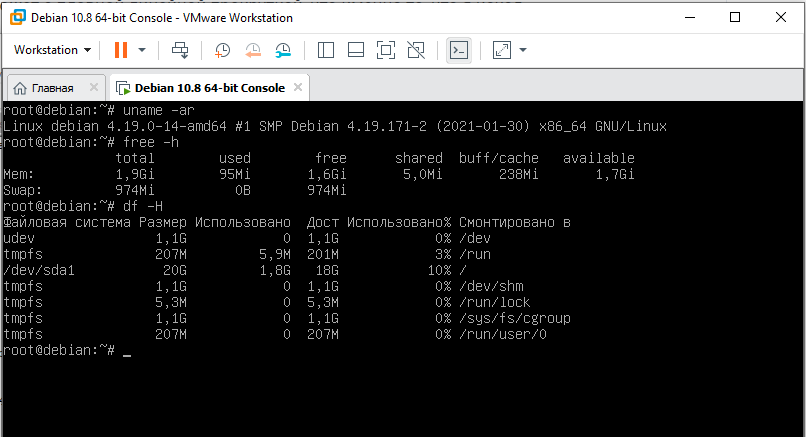 Debian 10.8 64-bit Console - VMware Workstation
Workstation
Главная
Debian 10.8 64-bit Console
root@debian:~# uname -ar
Linux debian 4.19.0-14-amd64 #1 SMP Debian 4.19.171-2 (2021-01-30) x86_64 GNU/Linux
root@debian:~# free -h
total used free shared buff/cache available
Mem: 1,9Gi 95Mi 1,6Gi 5,0Mi 238Mi 1,7Gi
Swap: 974Mi 0B 974Mi
root@debian:~# df -H
Файловая система Размер Использовано Дост Использовано% Смонтировано в
udev 1,1G 0 1,1G 0% /dev
tmpfs 207M 5,9M 201M 3% /run
/dev/sda1 20G 1,8G 18G 10% /
tmpfs 1,1G 0 1,1G 0% /dev/shm
tmpfs 5,3M 0 5,3M 0% /run/lock
tmpfs 1,1G 0 1,1G 0% /sys/fs/cgroup
tmpfs 207M 0 207M 0% /run/user/0
root@debian:~# _